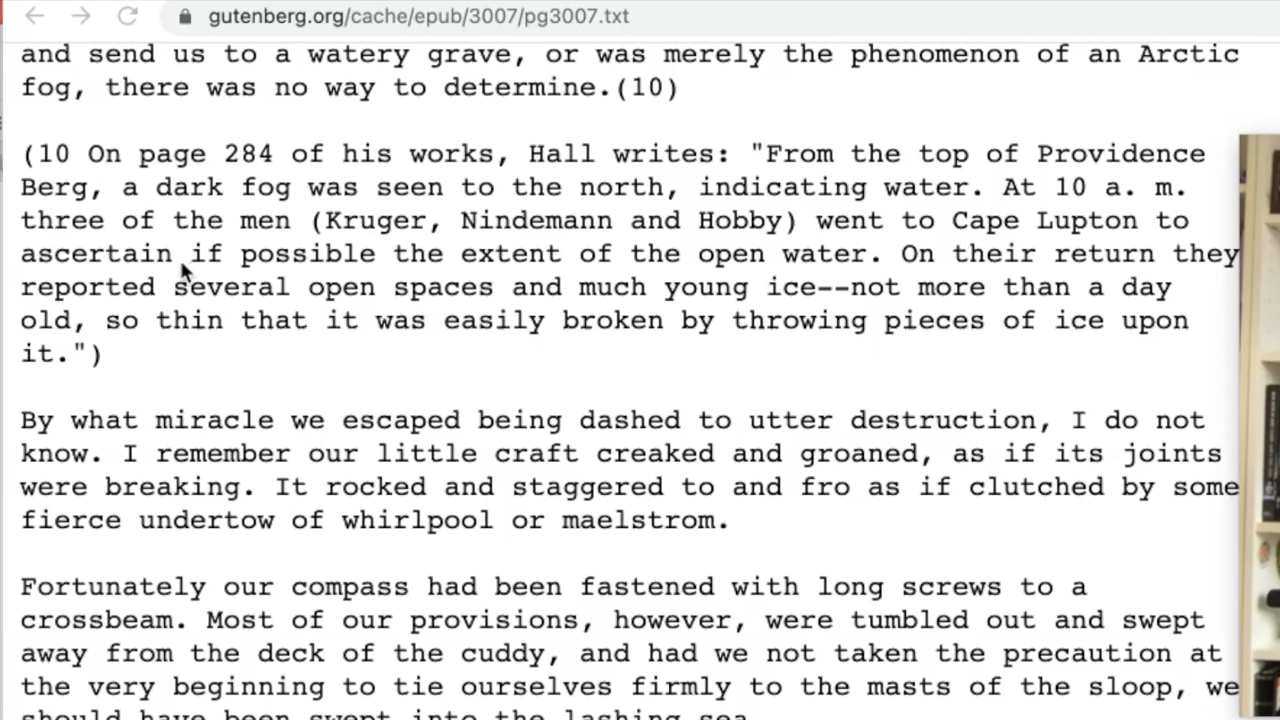 gutenberg.org/cache/epub/3007/pg3007.txt
and send us to a watery grave, or was merely the phenomenon of an Arctic
fog, there was no way to determine.(10)
(10 On page 284 of his works, Hall writes: "From the top of Providence
Berg, a dark fog was seen to the north, indicating water. At 10 a. m.
three of the men (Kruger, Nindemann and Hobby) went to Cape Lupton to
ascertain if possible the extent of the open water. On their return they
reported several open spaces and much young ice--not more than a day
old, so thin that it was easily broken by throwing pieces of ice upon
it.")
By what miracle we escaped being dashed to utter destruction, I do not
know. I remember our little craft creaked and groaned, as if its joints
were breaking. It rocked and staggered to and fro as if clutched by some
fierce undertow of whirlpool or maelstrom.
Fortunately our compass had been fastened with long screws to a
crossbeam. Most of our provisions, however, were tumbled out and swept
away from the deck of the cuddy, and had we not taken the precaution at
the very beginning to tie ourselves firmly to the masts of the sloop, we
should have been swept into the lashing sea.